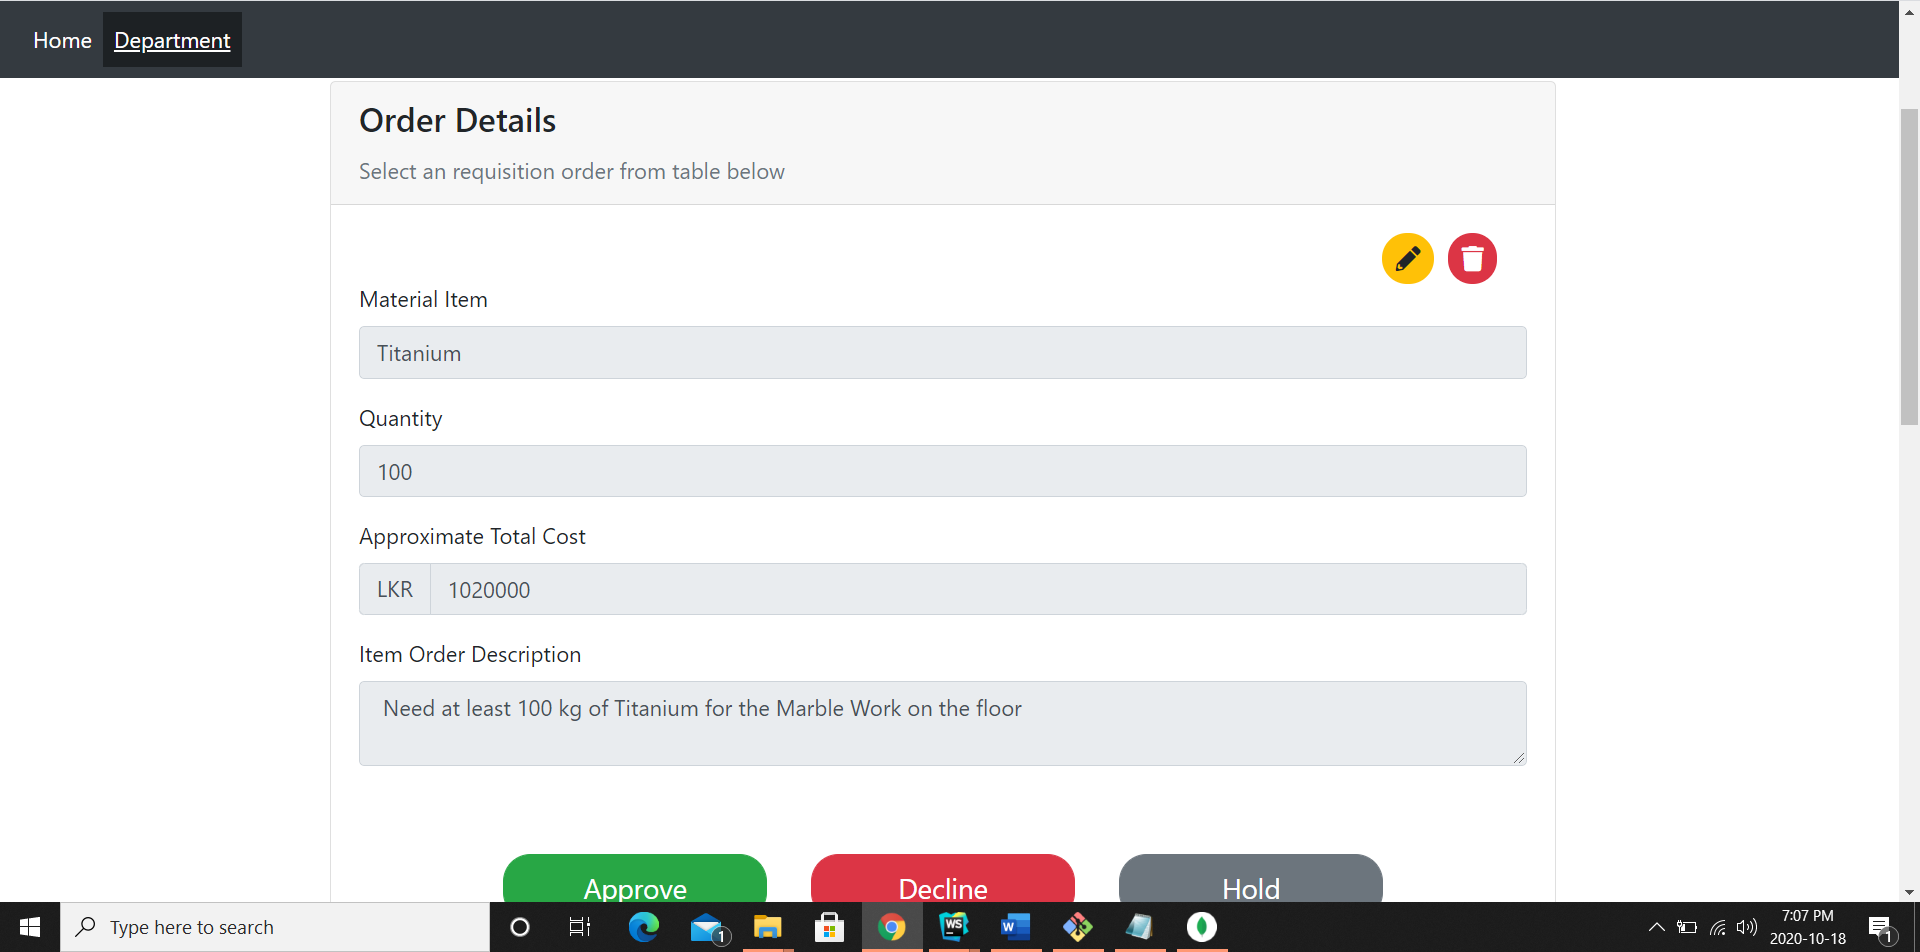 Home Department
Order Details
Select an requisition order from table below
Material Item
Titanium
Quantity
100
Approximate Total Cost
LKR 1020000
Item Order Description
Need at least 100 kg of Titanium for the Marble Work on the floor
Approve Decline Hold
Type here to search
1
WS
W
7:07 PM
2020-10-18
1